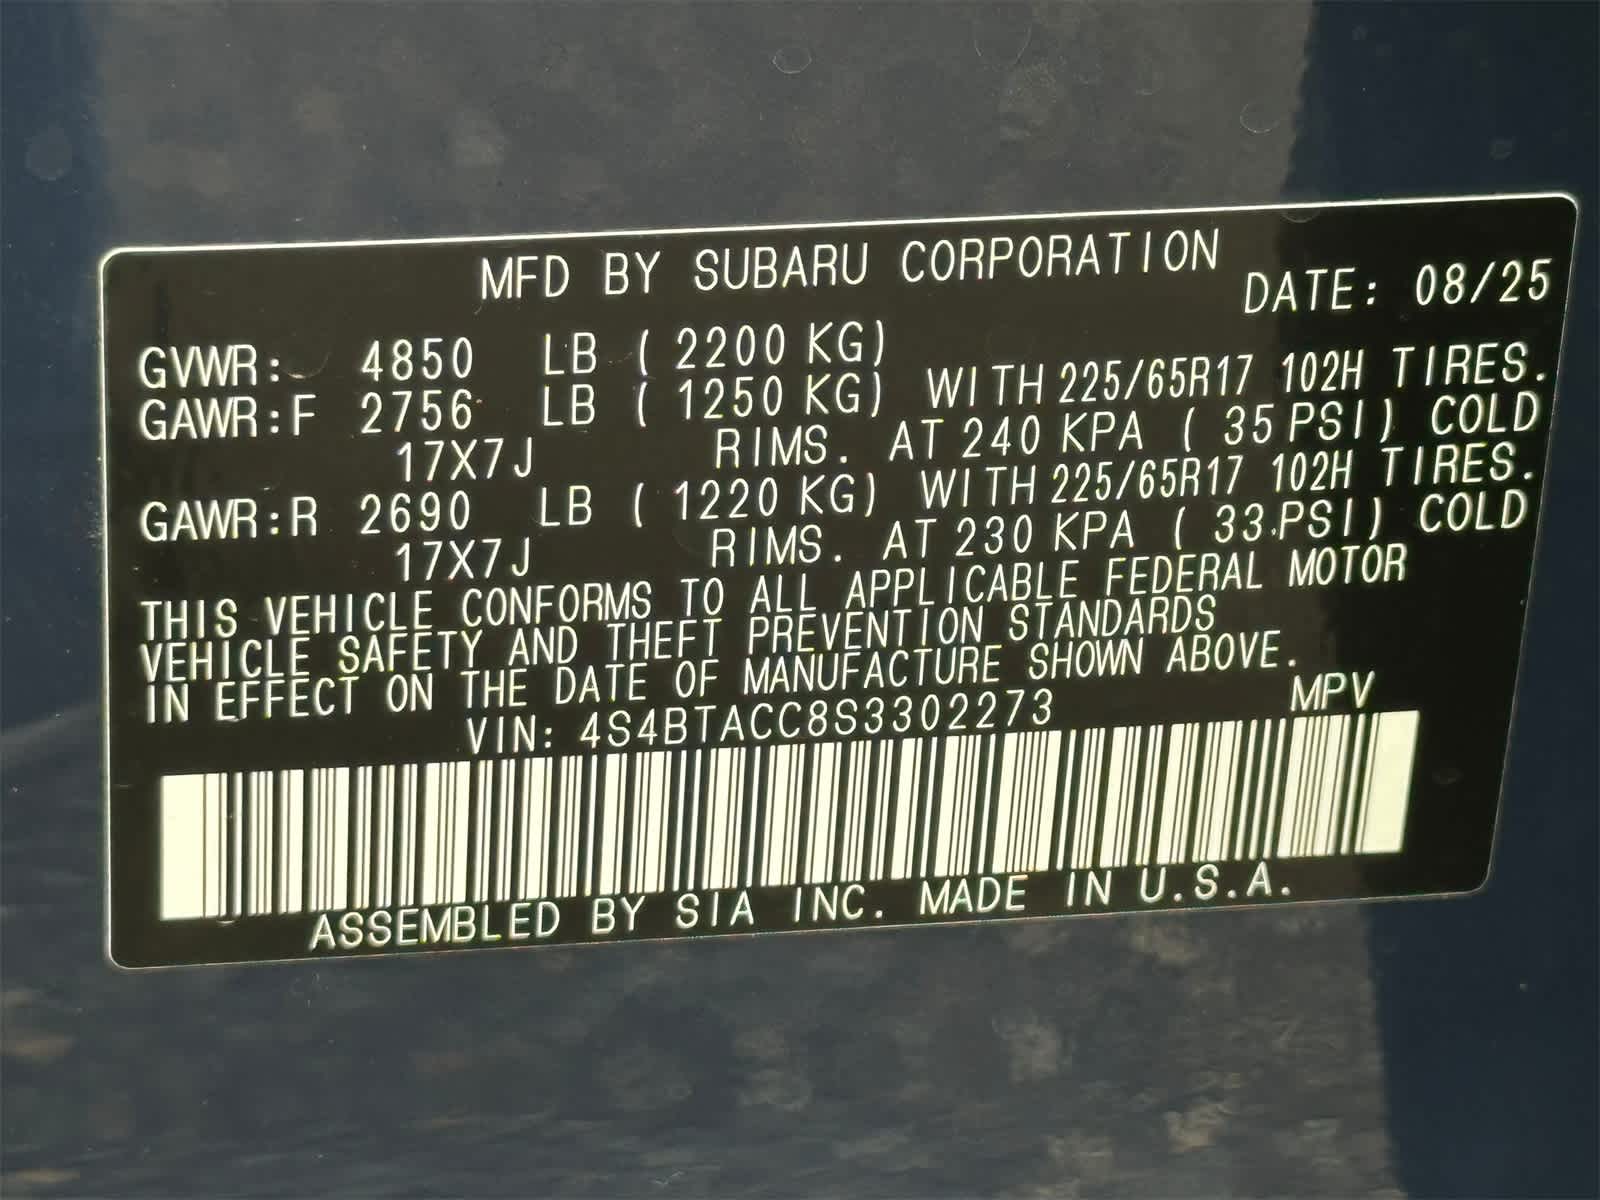 MFD BY SUBARU CORPORATION
DATE: 08/25
GVWR: 4850 LB ( 2200 KG)
GAWR:F 2756 LB ( 1250 KG) WITH 225/65R17 102H TIRES.
17X7J RIMS. AT 240 KPA ( 35 PSI) COLD
GAWR:R 2690 LB ( 1220 KG) WITH 225/65R17 102H TIRES.
17X7J RIMS. AT 230 KPA ( 33 PSI) COLD
THIS VEHICLE CONFORMS TO ALL APPLICABLE FEDERAL MOTOR
VEHICLE SAFETY AND THEFT PREVENTION STANDARDS
IN EFFECT ON THE DATE OF MANUFACTURE SHOWN ABOVE.
VIN: 4S4BTACC8S3302273 MPV
ASSEMBLED BY SIA INC. MADE IN U.S.A.